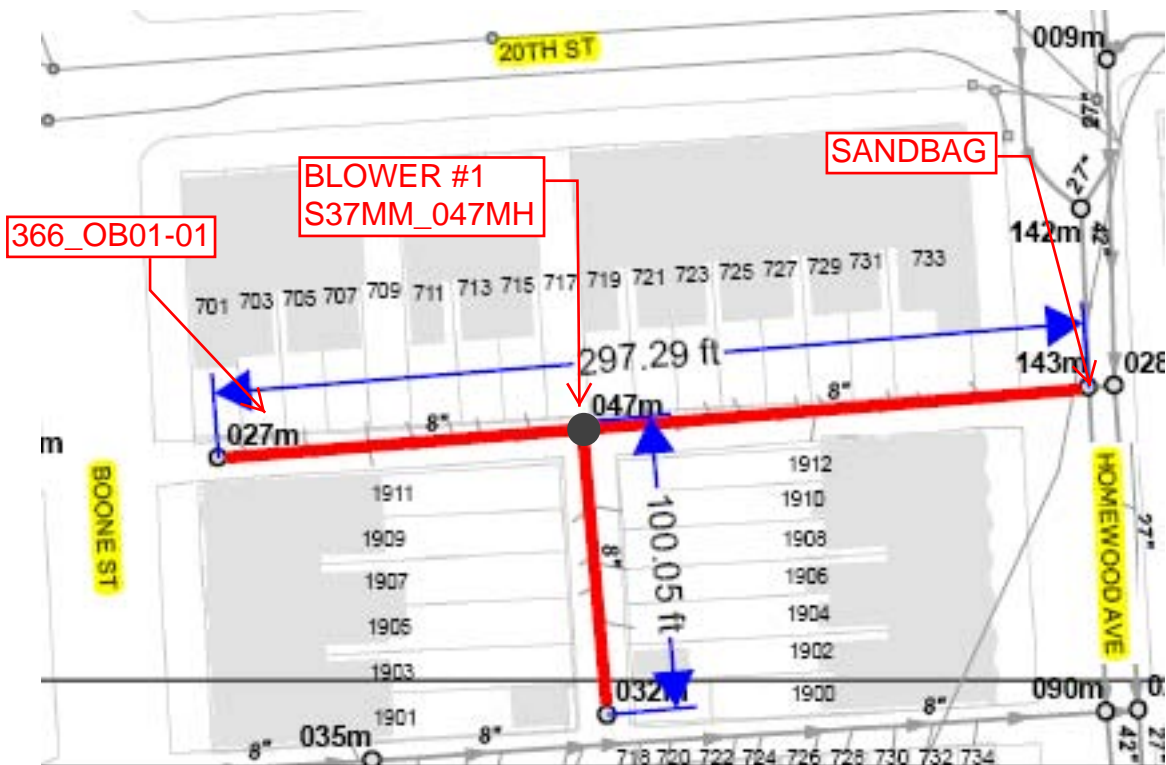 20TH ST
009m
27"
SANDBAG
BLOWER #1
S37MM_047MH
27"
366_OB01-01
142m
42"
701 703 705 707 709 711 713 715 717 719 721 723 725 727 729 731 733
297.29 ft
143m
028
8"
047m
8"
027m
m
BOONE ST
1911
1909
1907
1905
1903
1901
8"
100.05 ft
1912
1910
1908
1906
1904
1902
1900
HOMEWOOD AVE
27"
032m
090m
8"
035m
8"
8"
718 720 722 724 726 728 730 732 734
42"
27"